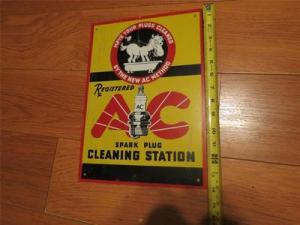 HAVE YOUR PLUGS CLEANED
BY THE NEW AC METHOD
REGISTERED
AC
AC
SPARK PLUG
CLEANING STATION